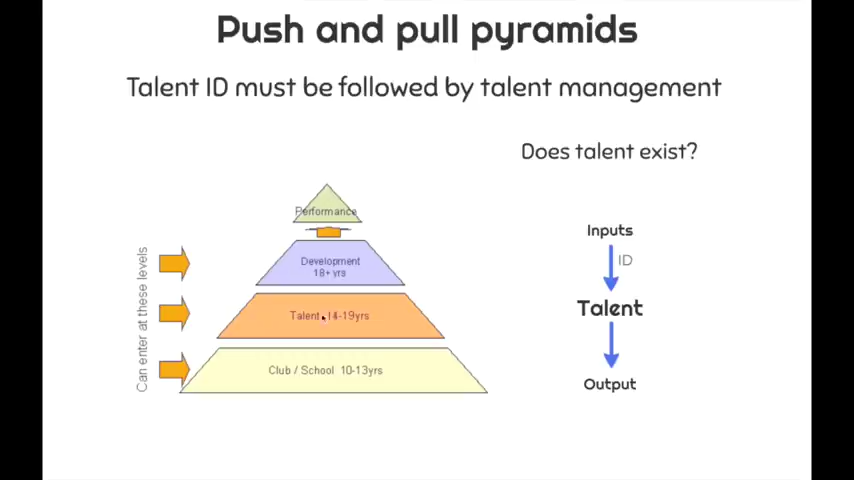 Push and pull pyramids
Talent ID must be followed by talent management
Does talent exist?
Performance
Development
18+ yrs
Talent 14-19yrs
Club / School 10-13yrs
Can enter at these levels
Inputs
ID
Talent
Output